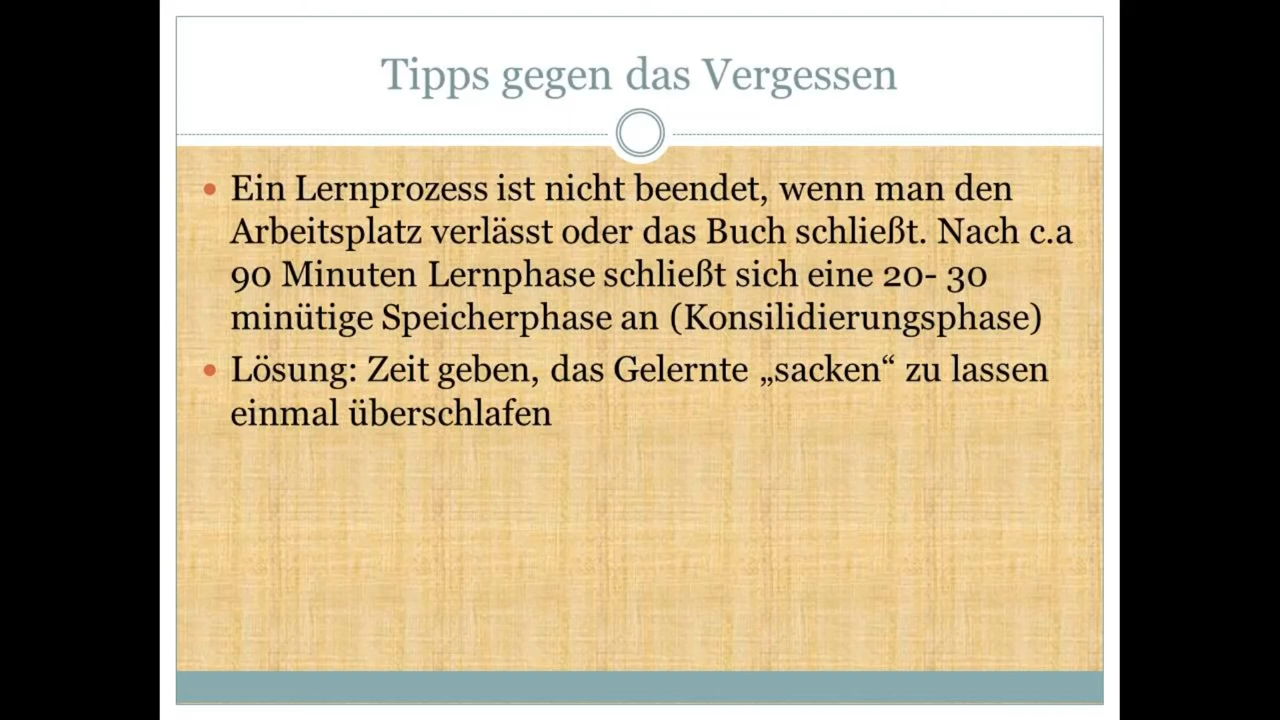 Tipps gegen das Vergessen
• Ein Lernprozess ist nicht beendet, wenn man den
Arbeitsplatz verlässt oder das Buch schließt. Nach c.a
90 Minuten Lernphase schließt sich eine 20- 30
minütige Speicherphase an (Konsilidierungsphase)
• Lösung: Zeit geben, das Gelernte „sacken“ zu lassen
einmal überschlafen